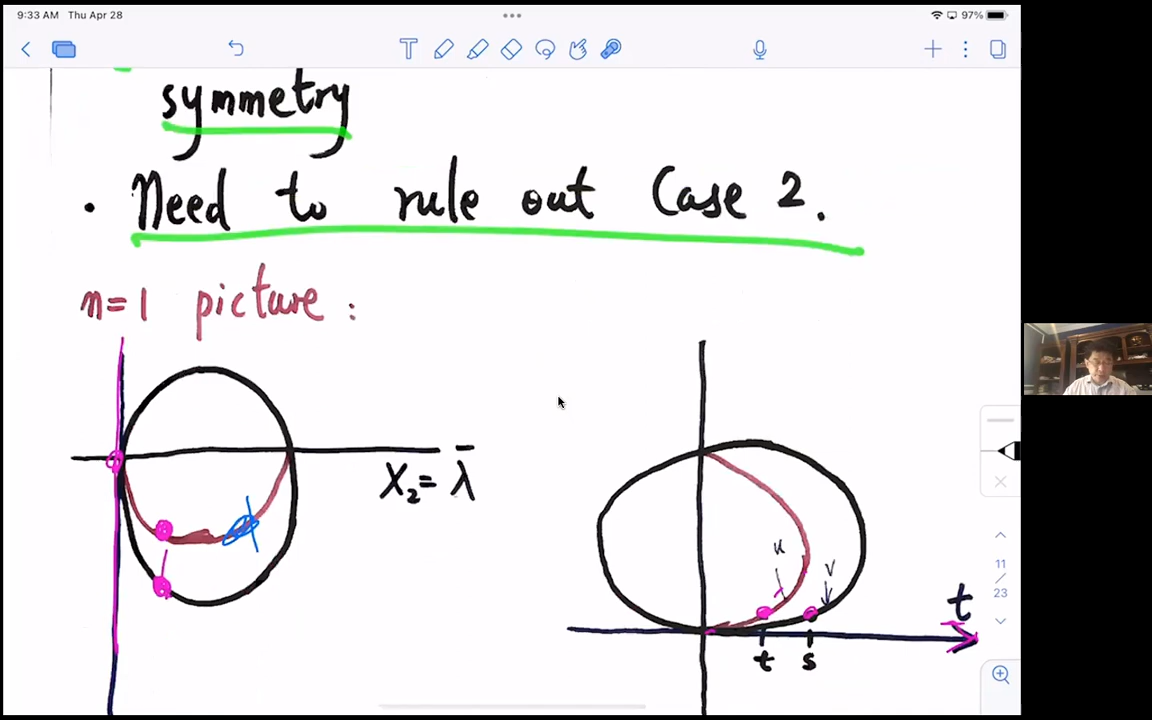 9:33 AM Thu Apr 28
97%
symmetry
• Need to rule out Case 2.
n=1 picture:
X₂ = λ̄
u
v
t
t s
11
/
23